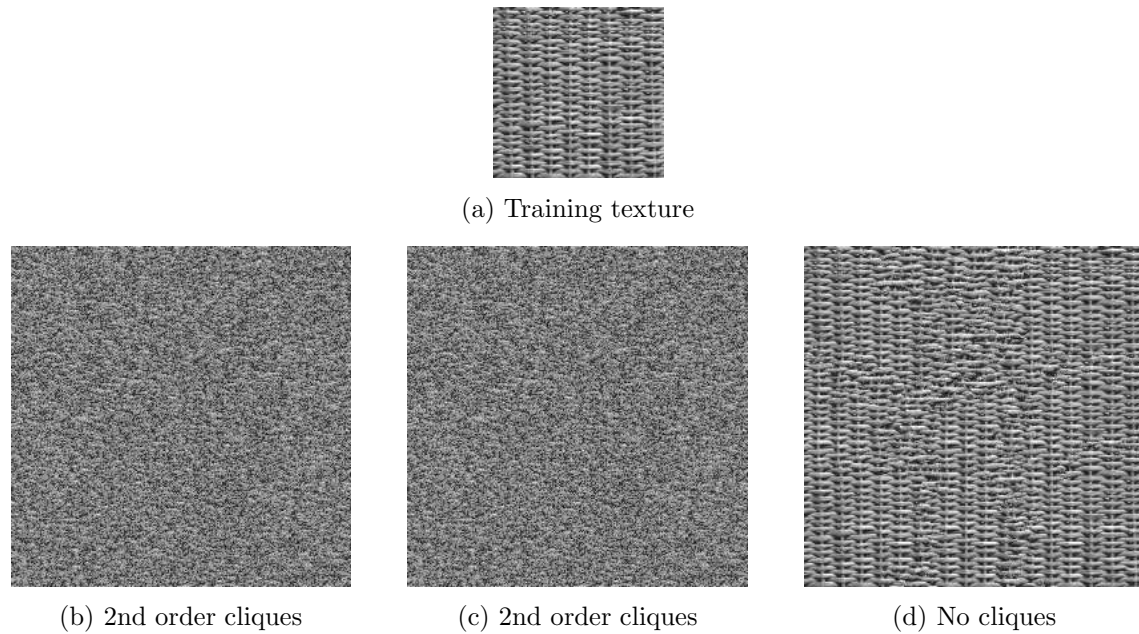 (a) Training texture
(b) 2nd order cliques
(c) 2nd order cliques
(d) No cliques